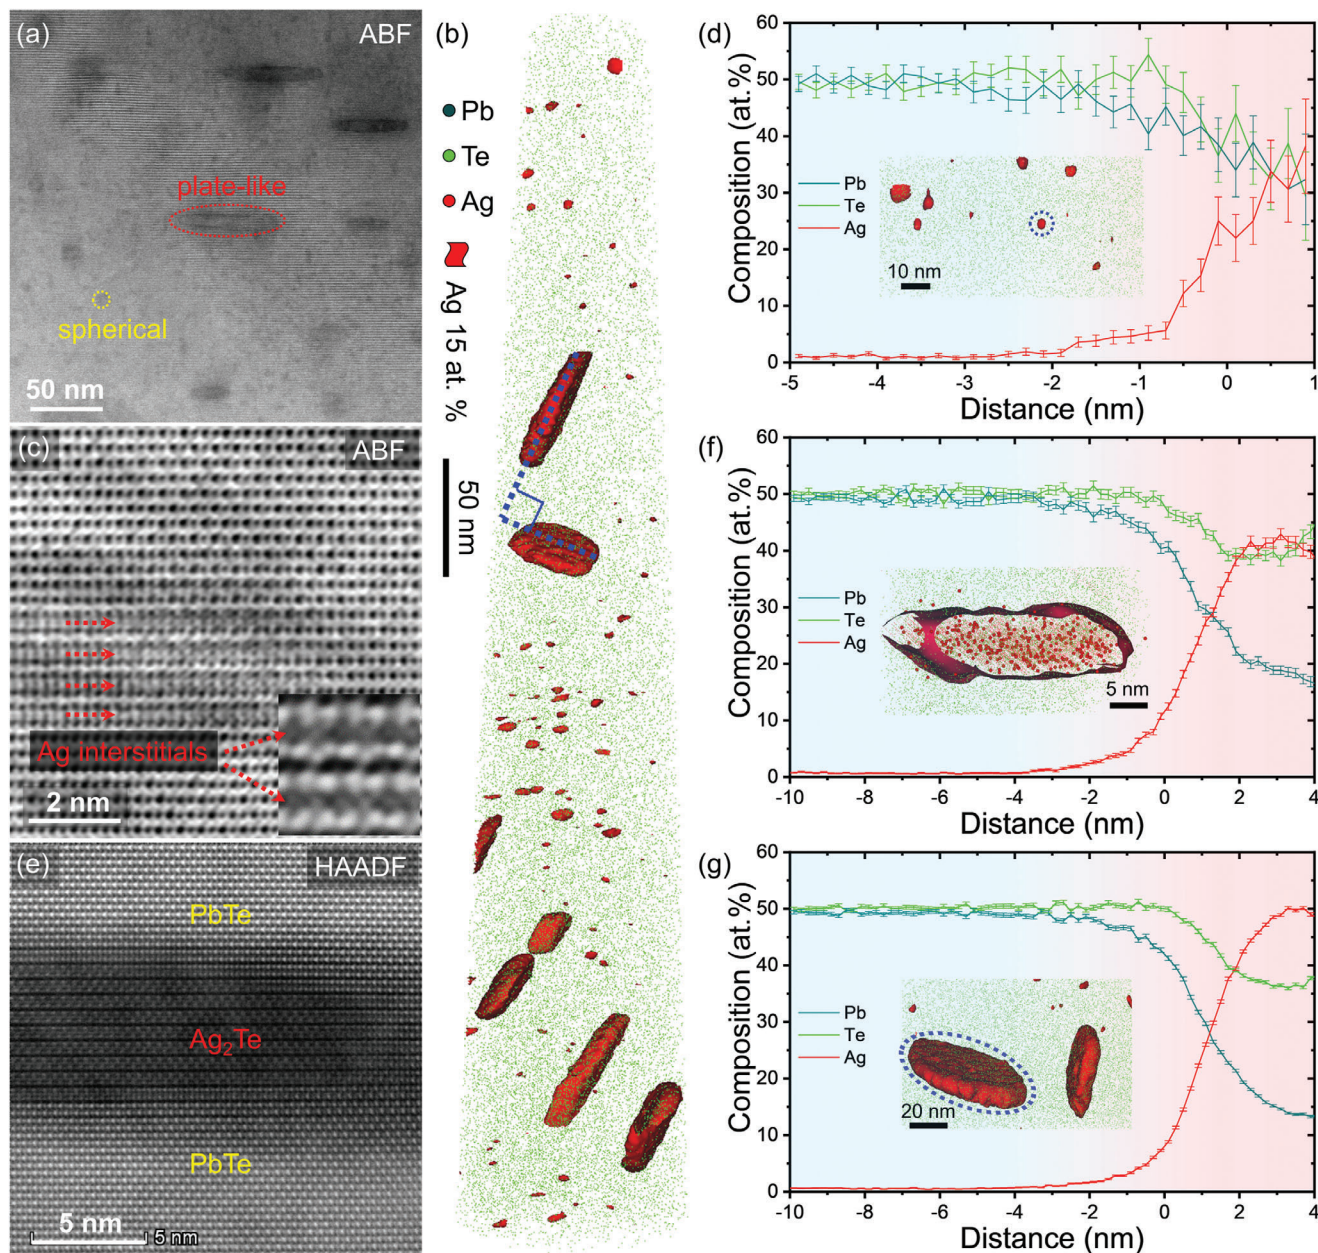 (a)
ABF
plate-like
spherical
50 nm
(b)
Pb
Te
Ag
Ag 15 at. %
50 nm
(c)
ABF
Ag interstitials
2 nm
(e)
HAADF
PbTe
Ag₂Te
PbTe
5 nm
5 nm
(d)
Composition (at.%)
60
50
40
30
20
10
0
Pb
Te
Ag
10 nm
-5 -4 -3 -2 -1 0 1
Distance (nm)
(f)
Composition (at.%)
60
50
40
30
20
10
0
Pb
Te
Ag
5 nm
-10 -8 -6 -4 -2 0 2 4
Distance (nm)
(g)
Composition (at.%)
60
50
40
30
20
10
0
Pb
Te
Ag
20 nm
-10 -8 -6 -4 -2 0 2 4
Distance (nm)